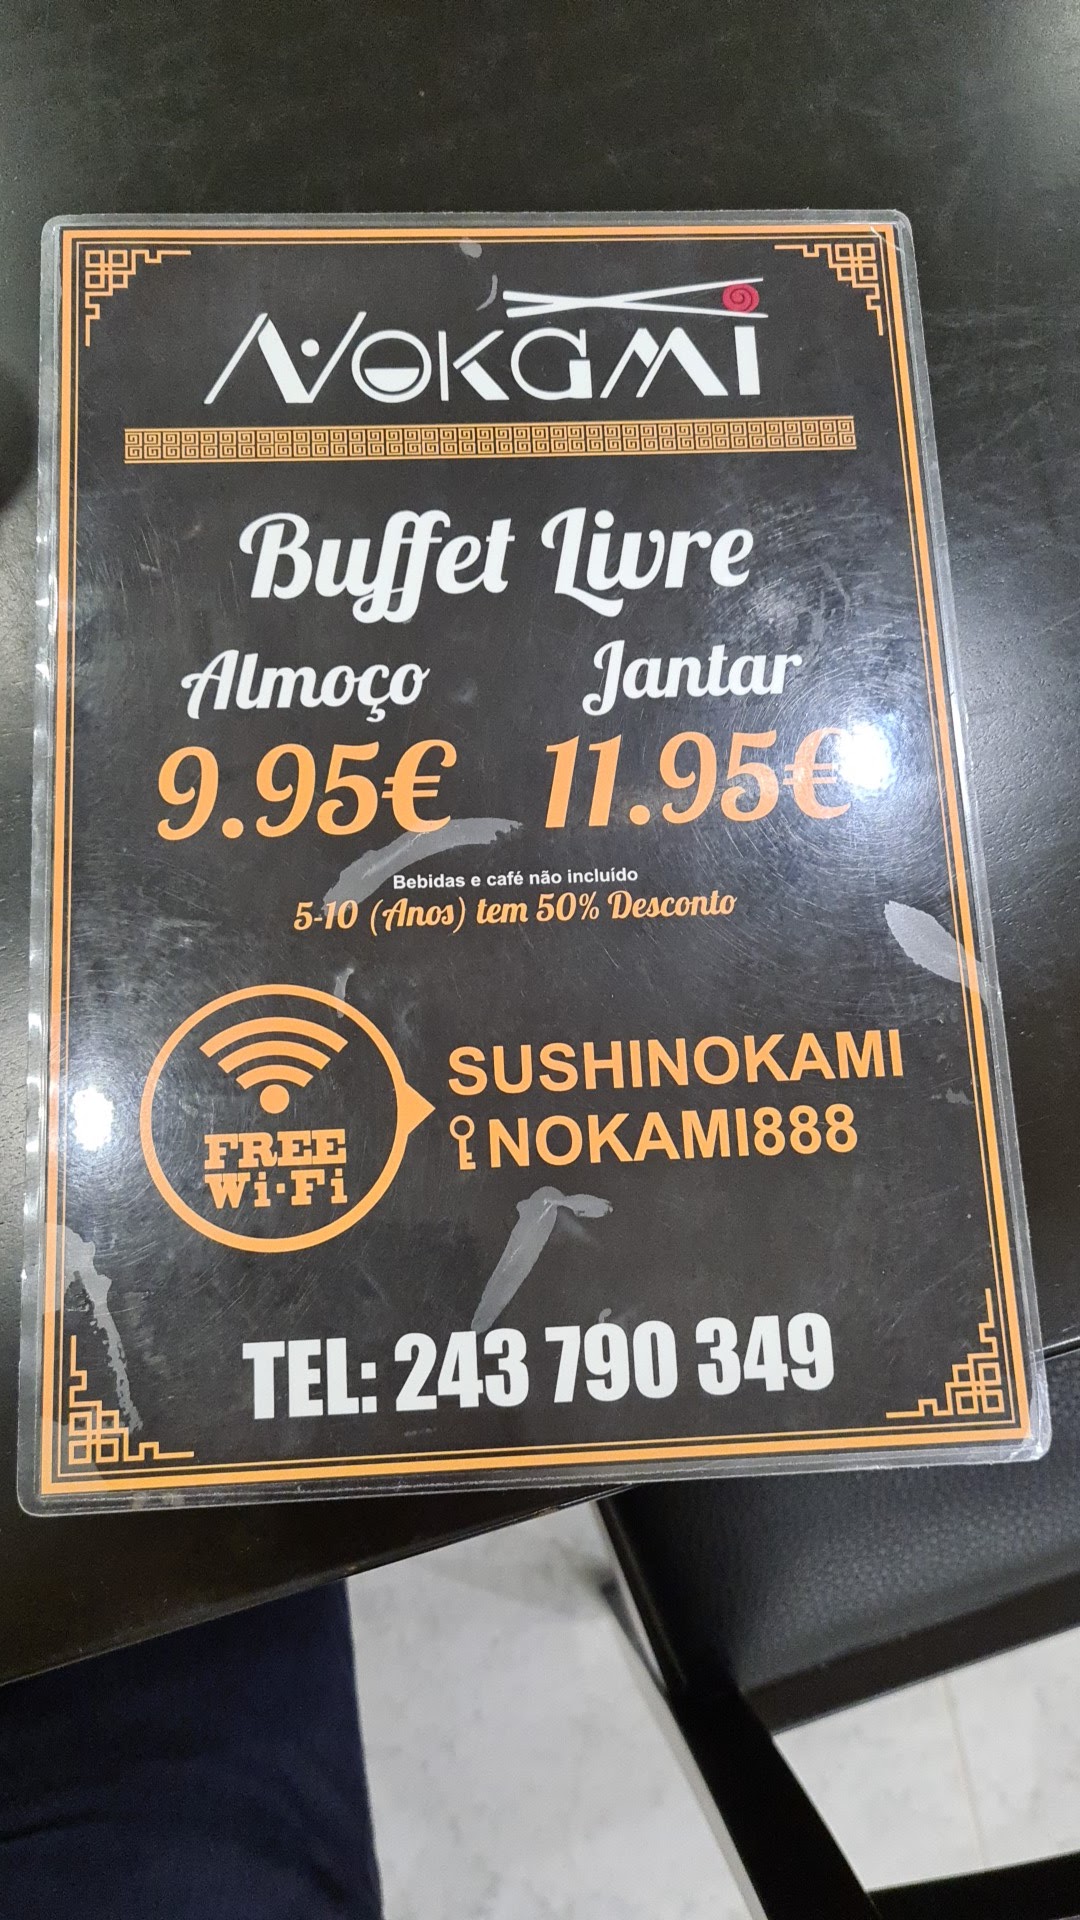 NOKAMI
Buffet Livre
Almoço Jantar
9.95€ 11.95€
Bebidas e café não incluído
5-10 (Anos) tem 50% Desconto
SUSHINOKAMI
NOKAMI888
FREE
Wi-Fi
TEL: 243 790 349